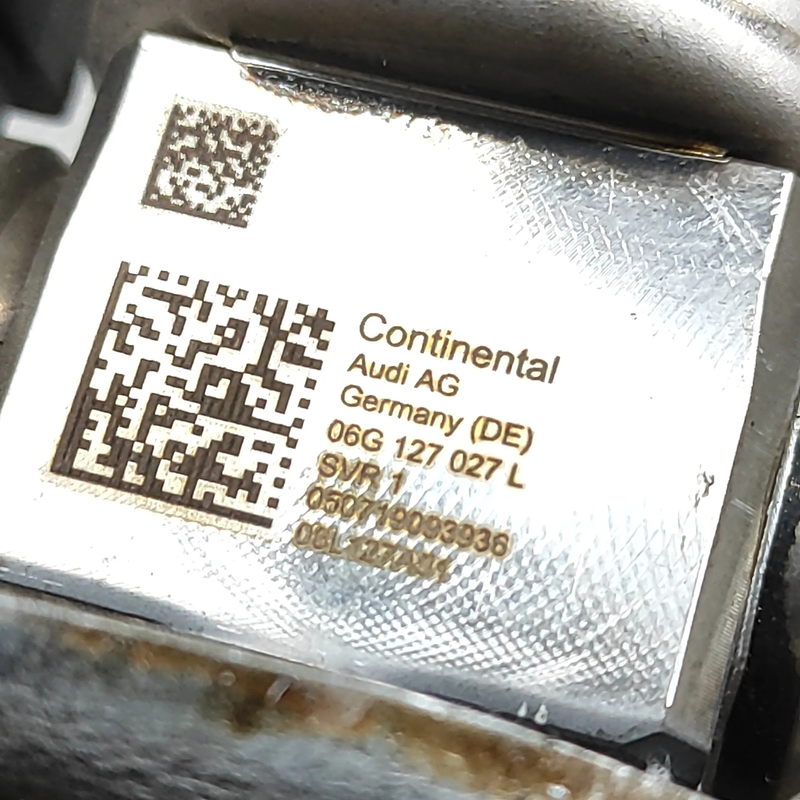 Continental
Audi AG
Germany (DE)
06G 127 027 L
SVR 1
050719093936